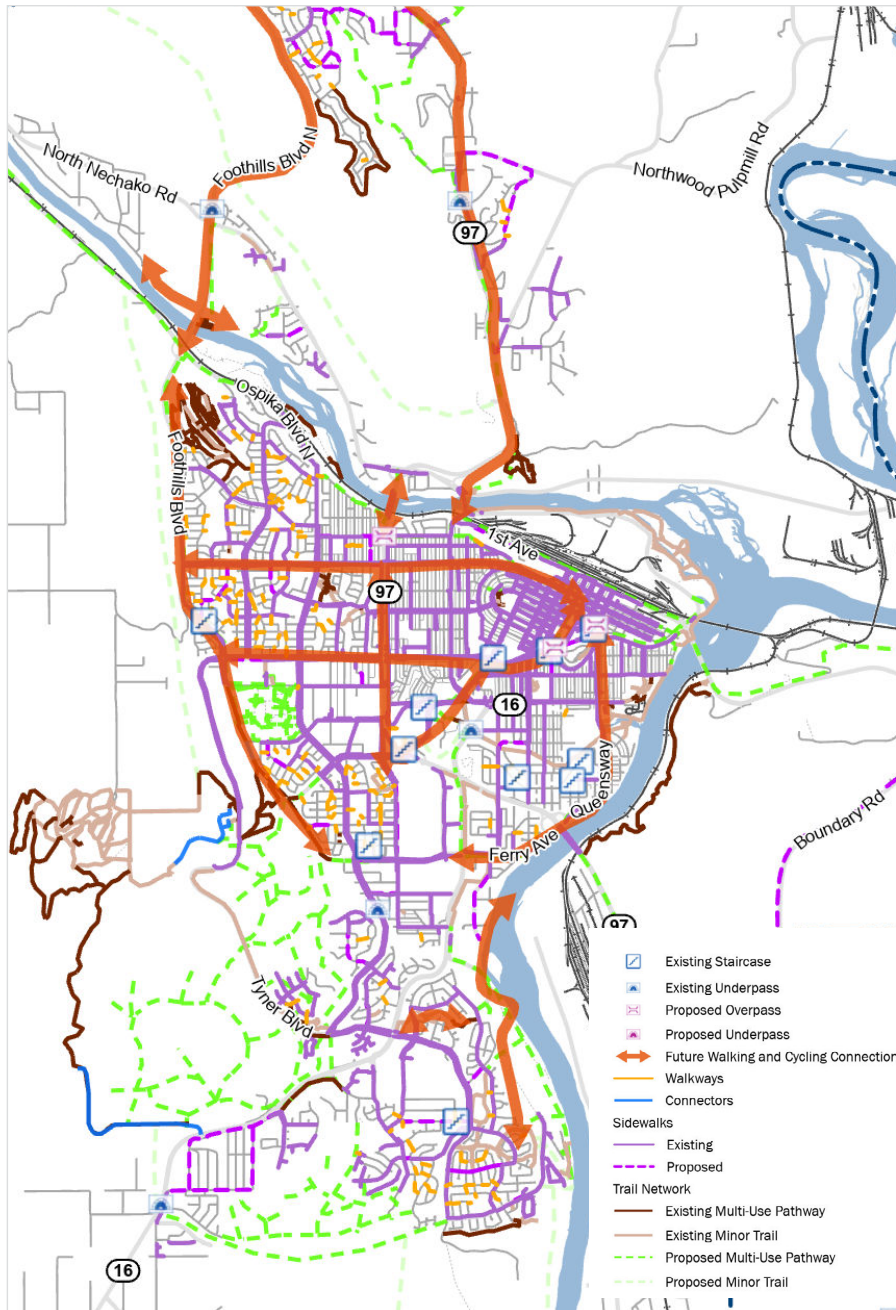 Foothills Blvd N
North Nechako Rd
Northwood Pulpmill Rd
97
Ospika Blvd N
Foothills Blvd
1st Ave
97
16
Queensway
Ferry Ave
Boundary Rd
97
Tyner Blvd
16
Existing Staircase
Existing Underpass
Proposed Overpass
Proposed Underpass
Future Walking and Cycling Connection
Walkways
Connectors
Sidewalks
Existing
Proposed
Trail Network
Existing Multi-Use Pathway
Existing Minor Trail
Proposed Multi-Use Pathway
Proposed Minor Trail